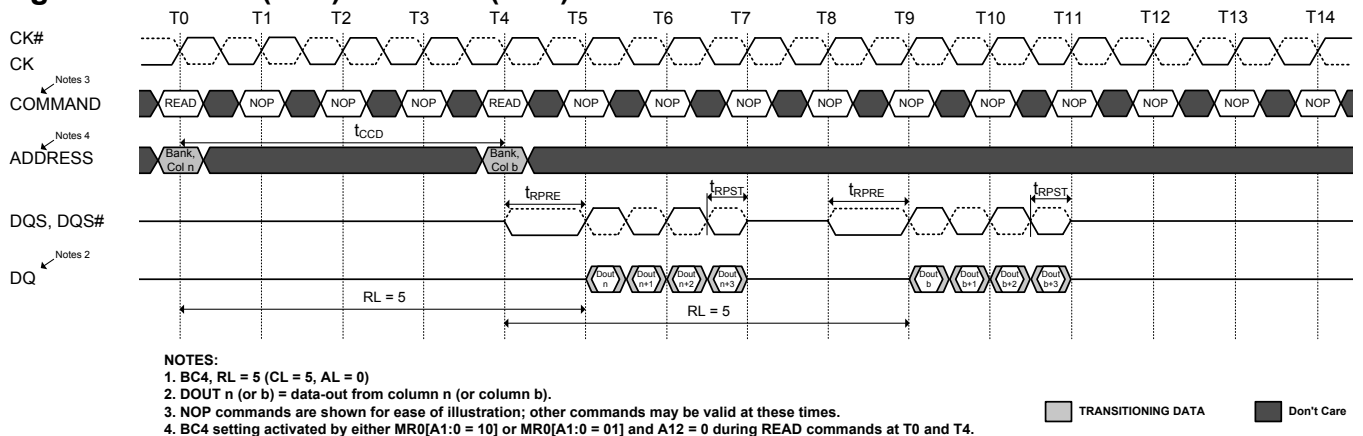 T0 T1 T2 T3 T4 T5 T6 T7 T8 T9 T10 T11 T12 T13 T14
CK#
CK
Notes 3
COMMAND READ NOP NOP NOP READ NOP NOP NOP NOP NOP NOP NOP NOP NOP NOP
Notes 4
tCCD
ADDRESS
Bank, Col n
Bank, Col b
tRPRE tRPST tRPRE tRPST
DQS, DQS#
Notes 2
DQ
Dout n
Dout n+1
Dout n+2
Dout n+3
Dout b
Dout b+1
Dout b+2
Dout b+3
RL = 5
RL = 5
NOTES:
1. BC4, RL = 5 (CL = 5, AL = 0)
2. DOUT n (or b) = data-out from column n (or column b).
3. NOP commands are shown for ease of illustration; other commands may be valid at these times.
4. BC4 setting activated by either MR0[A1:0 = 10] or MR0[A1:0 = 01] and A12 = 0 during READ commands at T0 and T4.
TRANSITIONING DATA
Don't Care